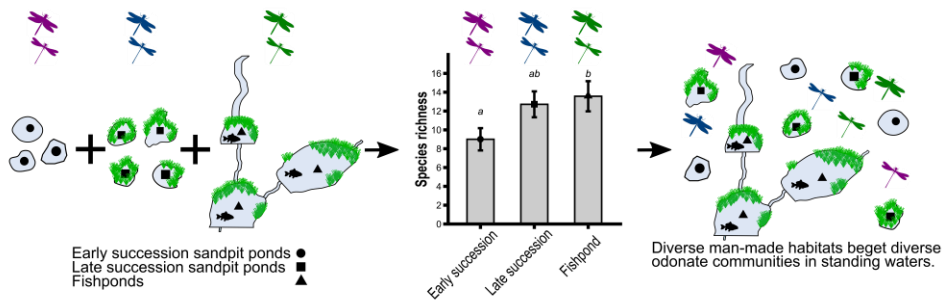 Early succession sandpit ponds
Late succession sandpit ponds
Fishponds
Species richness
16
14
12
10
8
6
4
2
0
a
ab
b
Early succession
Late succession
Fishpond
Diverse man-made habitats beget diverse
odonate communities in standing waters.